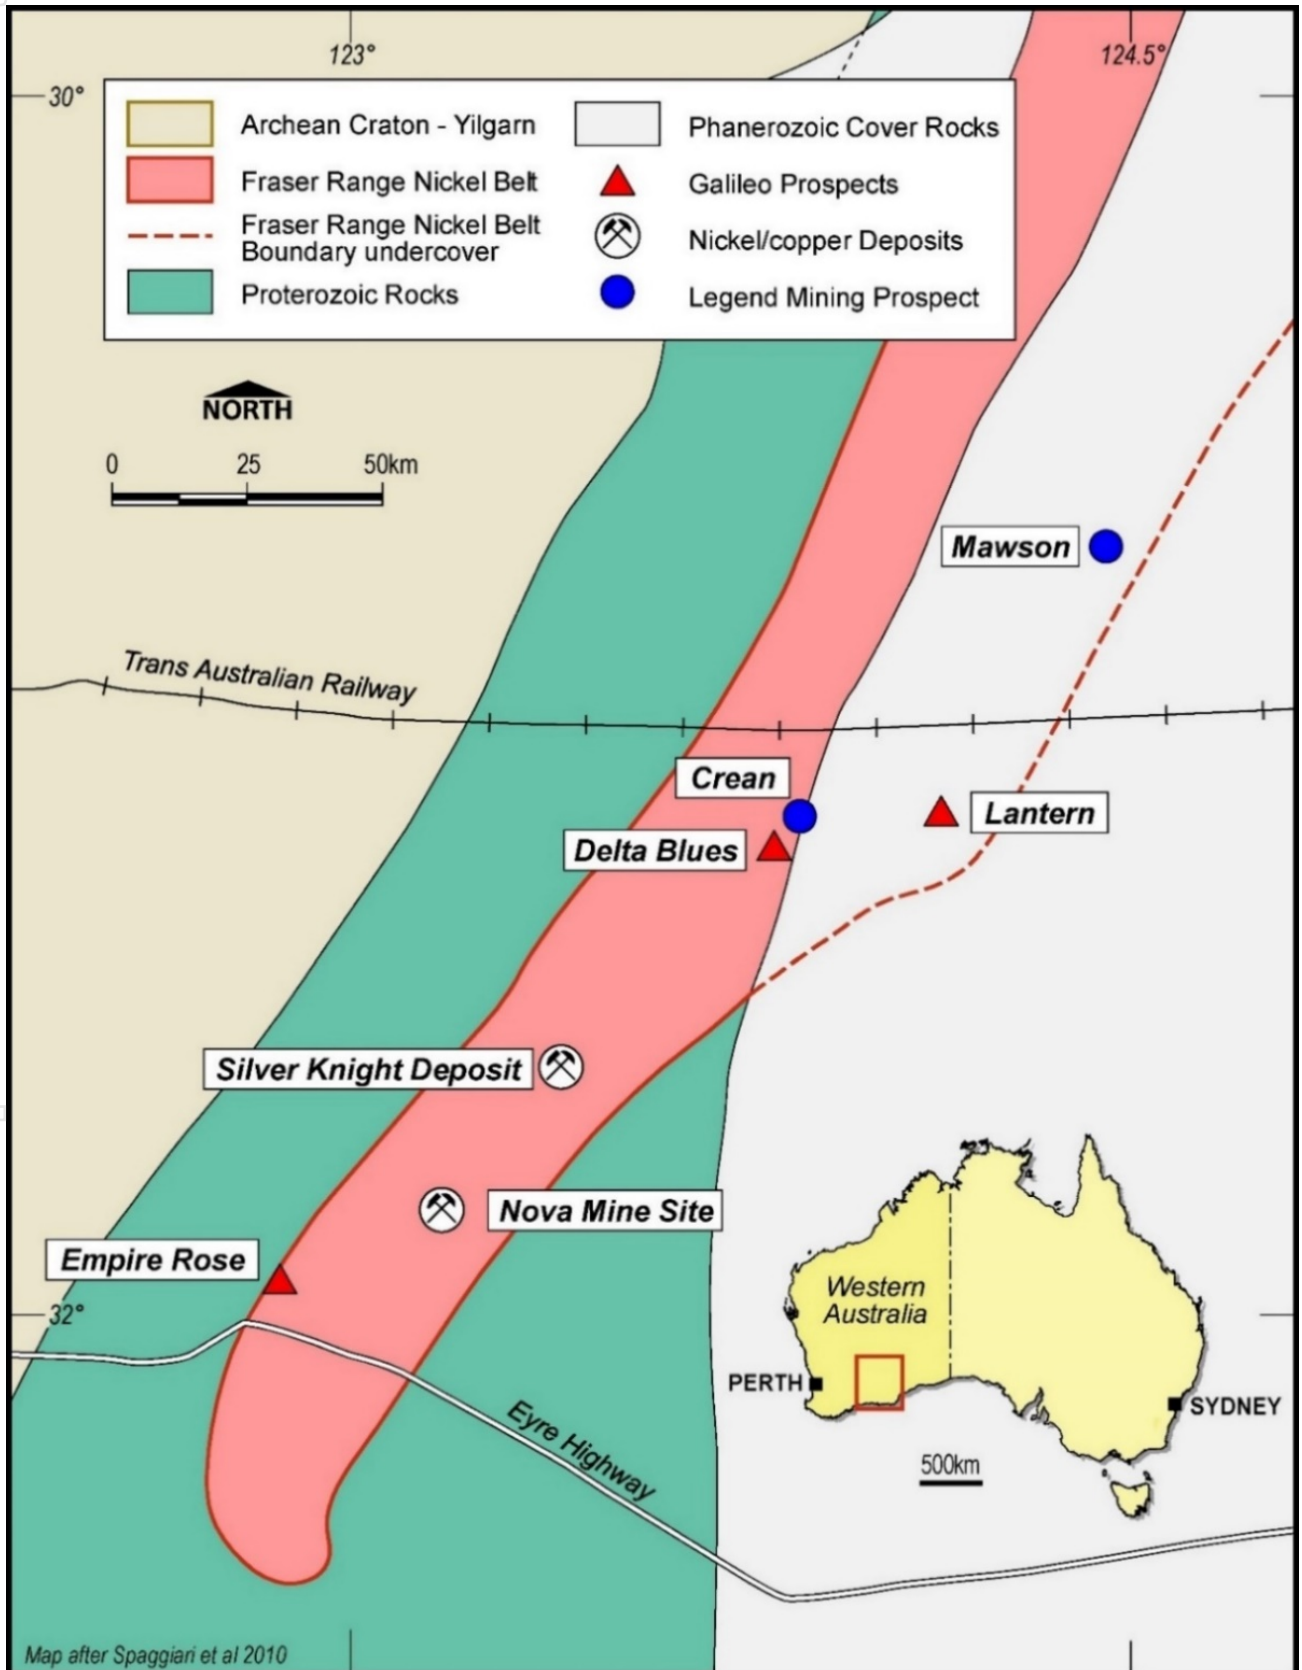 123°
124.5°
30°
Archean Craton - Yilgarn
Fraser Range Nickel Belt
Fraser Range Nickel Belt
Boundary undercover
Proterozoic Rocks
Phanerozoic Cover Rocks
Galileo Prospects
Nickel/copper Deposits
Legend Mining Prospect
NORTH
0 25 50km
Mawson
Trans Australian Railway
Crean
Lantern
Delta Blues
Silver Knight Deposit
Nova Mine Site
Empire Rose
32°
Western
Australia
PERTH
SYDNEY
500km
Eyre Highway
Map after Spaggiari et al 2010